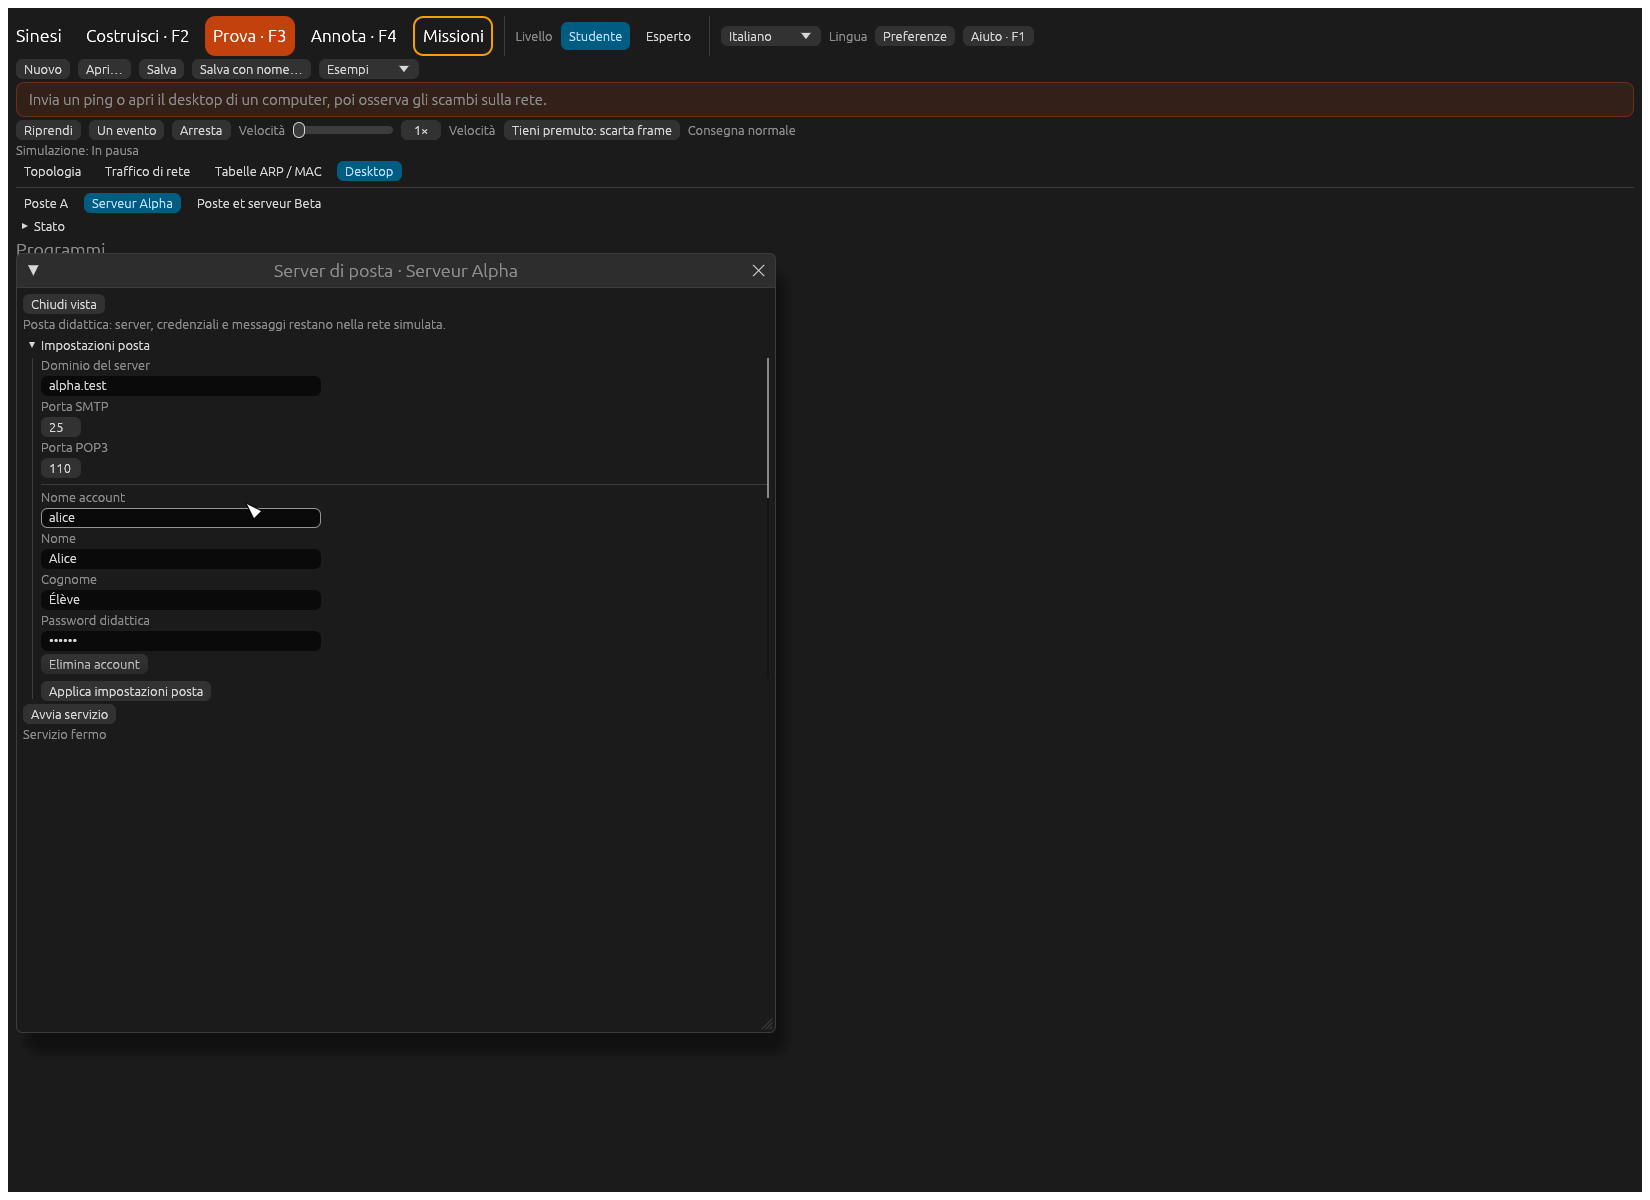 Sinesi Costruisci · F2 Prova · F3 Annota · F4 Missioni Livello Studente Esperto Italiano Lingua Preferenze Aiuto · F1
Nuovo Apri... Salva Salva con nome... Esempi
Invia un ping o apri il desktop di un computer, poi osserva gli scambi sulla rete.
Riprendi Un evento Arresta Velocità 1× Velocità Tieni premuto: scarta frame Consegna normale
Simulazione: In pausa
Topologia Traffico di rete Tabelle ARP / MAC Desktop
Poste A Serveur Alpha Poste et serveur Beta
Stato
Programmi
Server di posta · Serveur Alpha
Chiudi vista
Posta didattica: server, credenziali e messaggi restano nella rete simulata.
Impostazioni posta
Dominio del server
alpha.test
Porta SMTP
25
Porta POP3
110
Nome account
alice
Nome
Alice
Cognome
Élève
Password didattica
••••••
Elimina account
Applica impostazioni posta
Avvia servizio
Servizio fermo